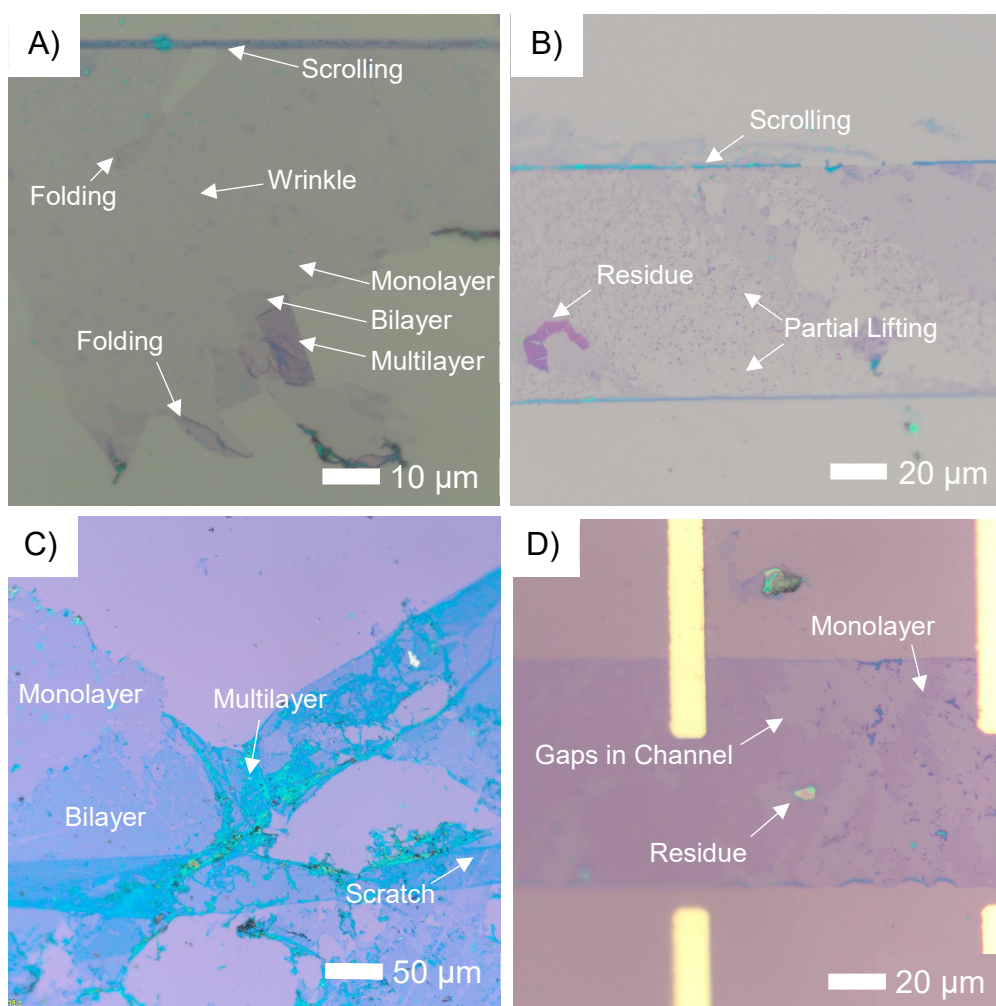 A)
Scrolling
Folding
Wrinkle
Monolayer
Bilayer
Folding
Multilayer
10 μm
B)
Scrolling
Residue
Partial Lifting
20 μm
C)
Monolayer
Multilayer
Bilayer
Scratch
50 μm
D)
Monolayer
Gaps in Channel
Residue
20 μm